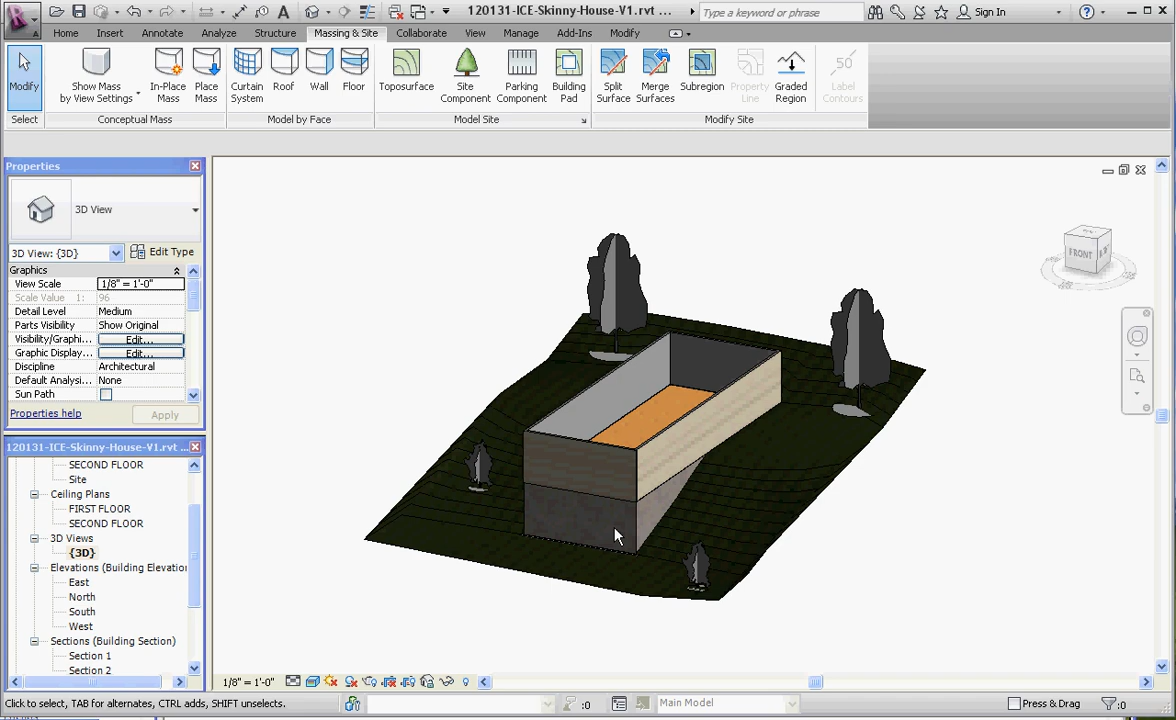 120131-ICE-Skinny-House-V1.rvt ...
Type a keyword or phrase
Sign In
Home Insert Annotate Analyze Structure Massing & Site Collaborate View Manage Add-Ins Modify
Modify
Show Mass
by View Settings
In-Place
Mass
Place
Mass
Curtain
System
Roof
Wall
Floor
Toposurface
Site
Component
Parking
Component
Building
Pad
Split
Surface
Merge
Surfaces
Subregion
Property
Line
Graded
Region
50
Label
Contours
Select
Conceptual Mass
Model by Face
Model Site
Modify Site
Properties
3D View
3D View: {3D}
Edit Type
Graphics
View Scale 1/8" = 1'-0"
Scale Value 1: 96
Detail Level Medium
Parts Visibility Show Original
Visibility/Graphi... Edit...
Graphic Display... Edit...
Discipline Architectural
Default Analysi... None
Sun Path
Properties help
Apply
120131-ICE-Skinny-House-V1.rvt ...
SECOND FLOOR
Site
Ceiling Plans
FIRST FLOOR
SECOND FLOOR
3D Views
{3D}
Elevations (Building Elevation
East
North
South
West
Sections (Building Section)
Section 1
Section 2
FRONT
1/8" = 1'-0"
Click to select, TAB for alternates, CTRL adds, SHIFT unselects.
:0
Main Model
Press & Drag
:0